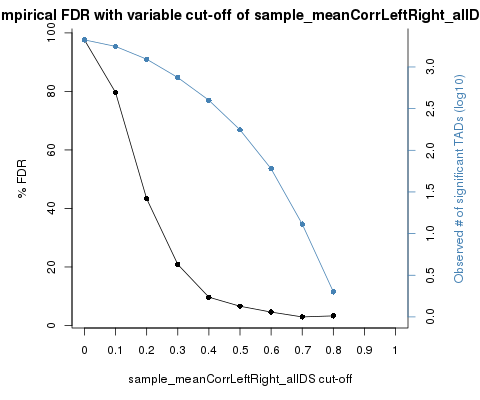 mpirical FDR with variable cut-off of sample_meanCorrLeftRight_allD
100
80
60
40
20
0
% FDR
3.0
2.5
2.0
1.5
1.0
0.5
0.0
Observed # of significant TADs (log10)
0 0.1 0.2 0.3 0.4 0.5 0.6 0.7 0.8 0.9 1
sample_meanCorrLeftRight_allDS cut-off